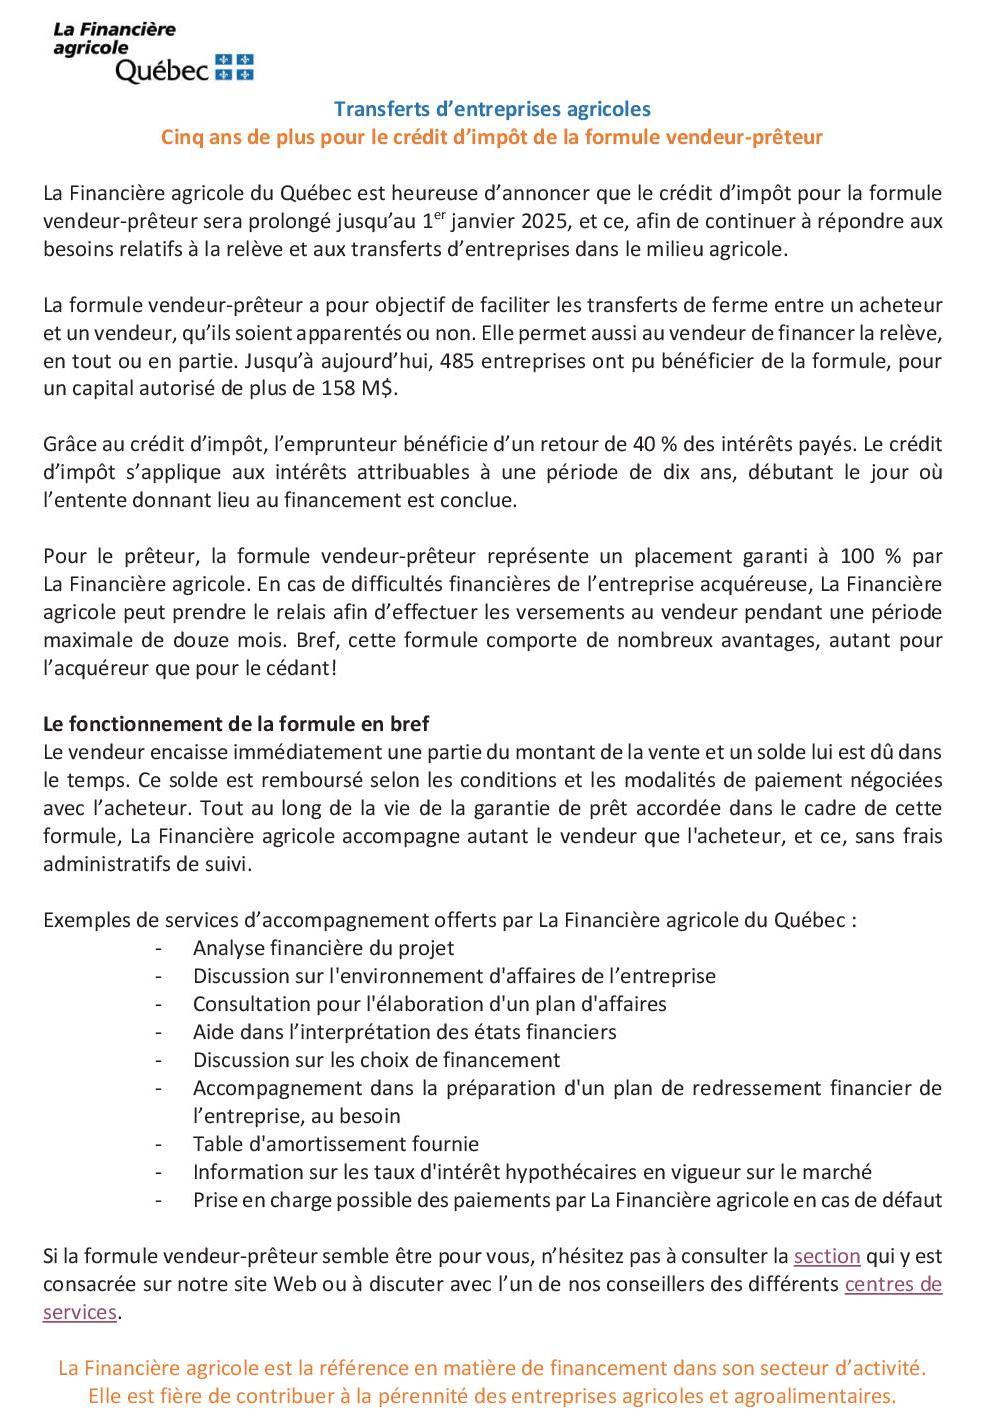 La Financière
agricole
Québec
Transferts d’entreprises agricoles
Cinq ans de plus pour le crédit d’impôt de la formule vendeur-prêteur
La Financière agricole du Québec est heureuse d’annoncer que le crédit d’impôt pour la formule
vendeur-prêteur sera prolongé jusqu’au 1er janvier 2025, et ce, afin de continuer à répondre aux
besoins relatifs à la relève et aux transferts d’entreprises dans le milieu agricole.
La formule vendeur-prêteur a pour objectif de faciliter les transferts de ferme entre un acheteur
et un vendeur, qu’ils soient apparentés ou non. Elle permet aussi au vendeur de financer la relève,
en tout ou en partie. Jusqu’à aujourd’hui, 485 entreprises ont pu bénéficier de la formule, pour
un capital autorisé de plus de 158 M$.
Grâce au crédit d’impôt, l’emprunteur bénéficie d’un retour de 40 % des intérêts payés. Le crédit
d’impôt s’applique aux intérêts attribuables à une période de dix ans, débutant le jour où
l’entente donnant lieu au financement est conclue.
Pour le prêteur, la formule vendeur-prêteur représente un placement garanti à 100 % par
La Financière agricole. En cas de difficultés financières de l’entreprise acquéreuse, La Financière
agricole peut prendre le relais afin d’effectuer les versements au vendeur pendant une période
maximale de douze mois. Bref, cette formule comporte de nombreux avantages, autant pour
l’acquéreur que pour le cédant!
Le fonctionnement de la formule en bref
Le vendeur encaisse immédiatement une partie du montant de la vente et un solde lui est dû dans
le temps. Ce solde est remboursé selon les conditions et les modalités de paiement négociées
avec l’acheteur. Tout au long de la vie de la garantie de prêt accordée dans le cadre de cette
formule, La Financière agricole accompagne autant le vendeur que l'acheteur, et ce, sans frais
administratifs de suivi.
Exemples de services d’accompagnement offerts par La Financière agricole du Québec :
- Analyse financière du projet
- Discussion sur l'environnement d'affaires de l’entreprise
- Consultation pour l'élaboration d'un plan d'affaires
- Aide dans l’interprétation des états financiers
- Discussion sur les choix de financement
- Accompagnement dans la préparation d'un plan de redressement financier de
l’entreprise, au besoin
- Table d'amortissement fournie
- Information sur les taux d'intérêt hypothécaires en vigueur sur le marché
- Prise en charge possible des paiements par La Financière agricole en cas de défaut
Si la formule vendeur-prêteur semble être pour vous, n’hésitez pas à consulter la section qui y est
consacrée sur notre site Web ou à discuter avec l’un de nos conseillers des différents centres de
services.
La Financière agricole est la référence en matière de financement dans son secteur d’activité.
Elle est fière de contribuer à la pérennité des entreprises agricoles et agroalimentaires.